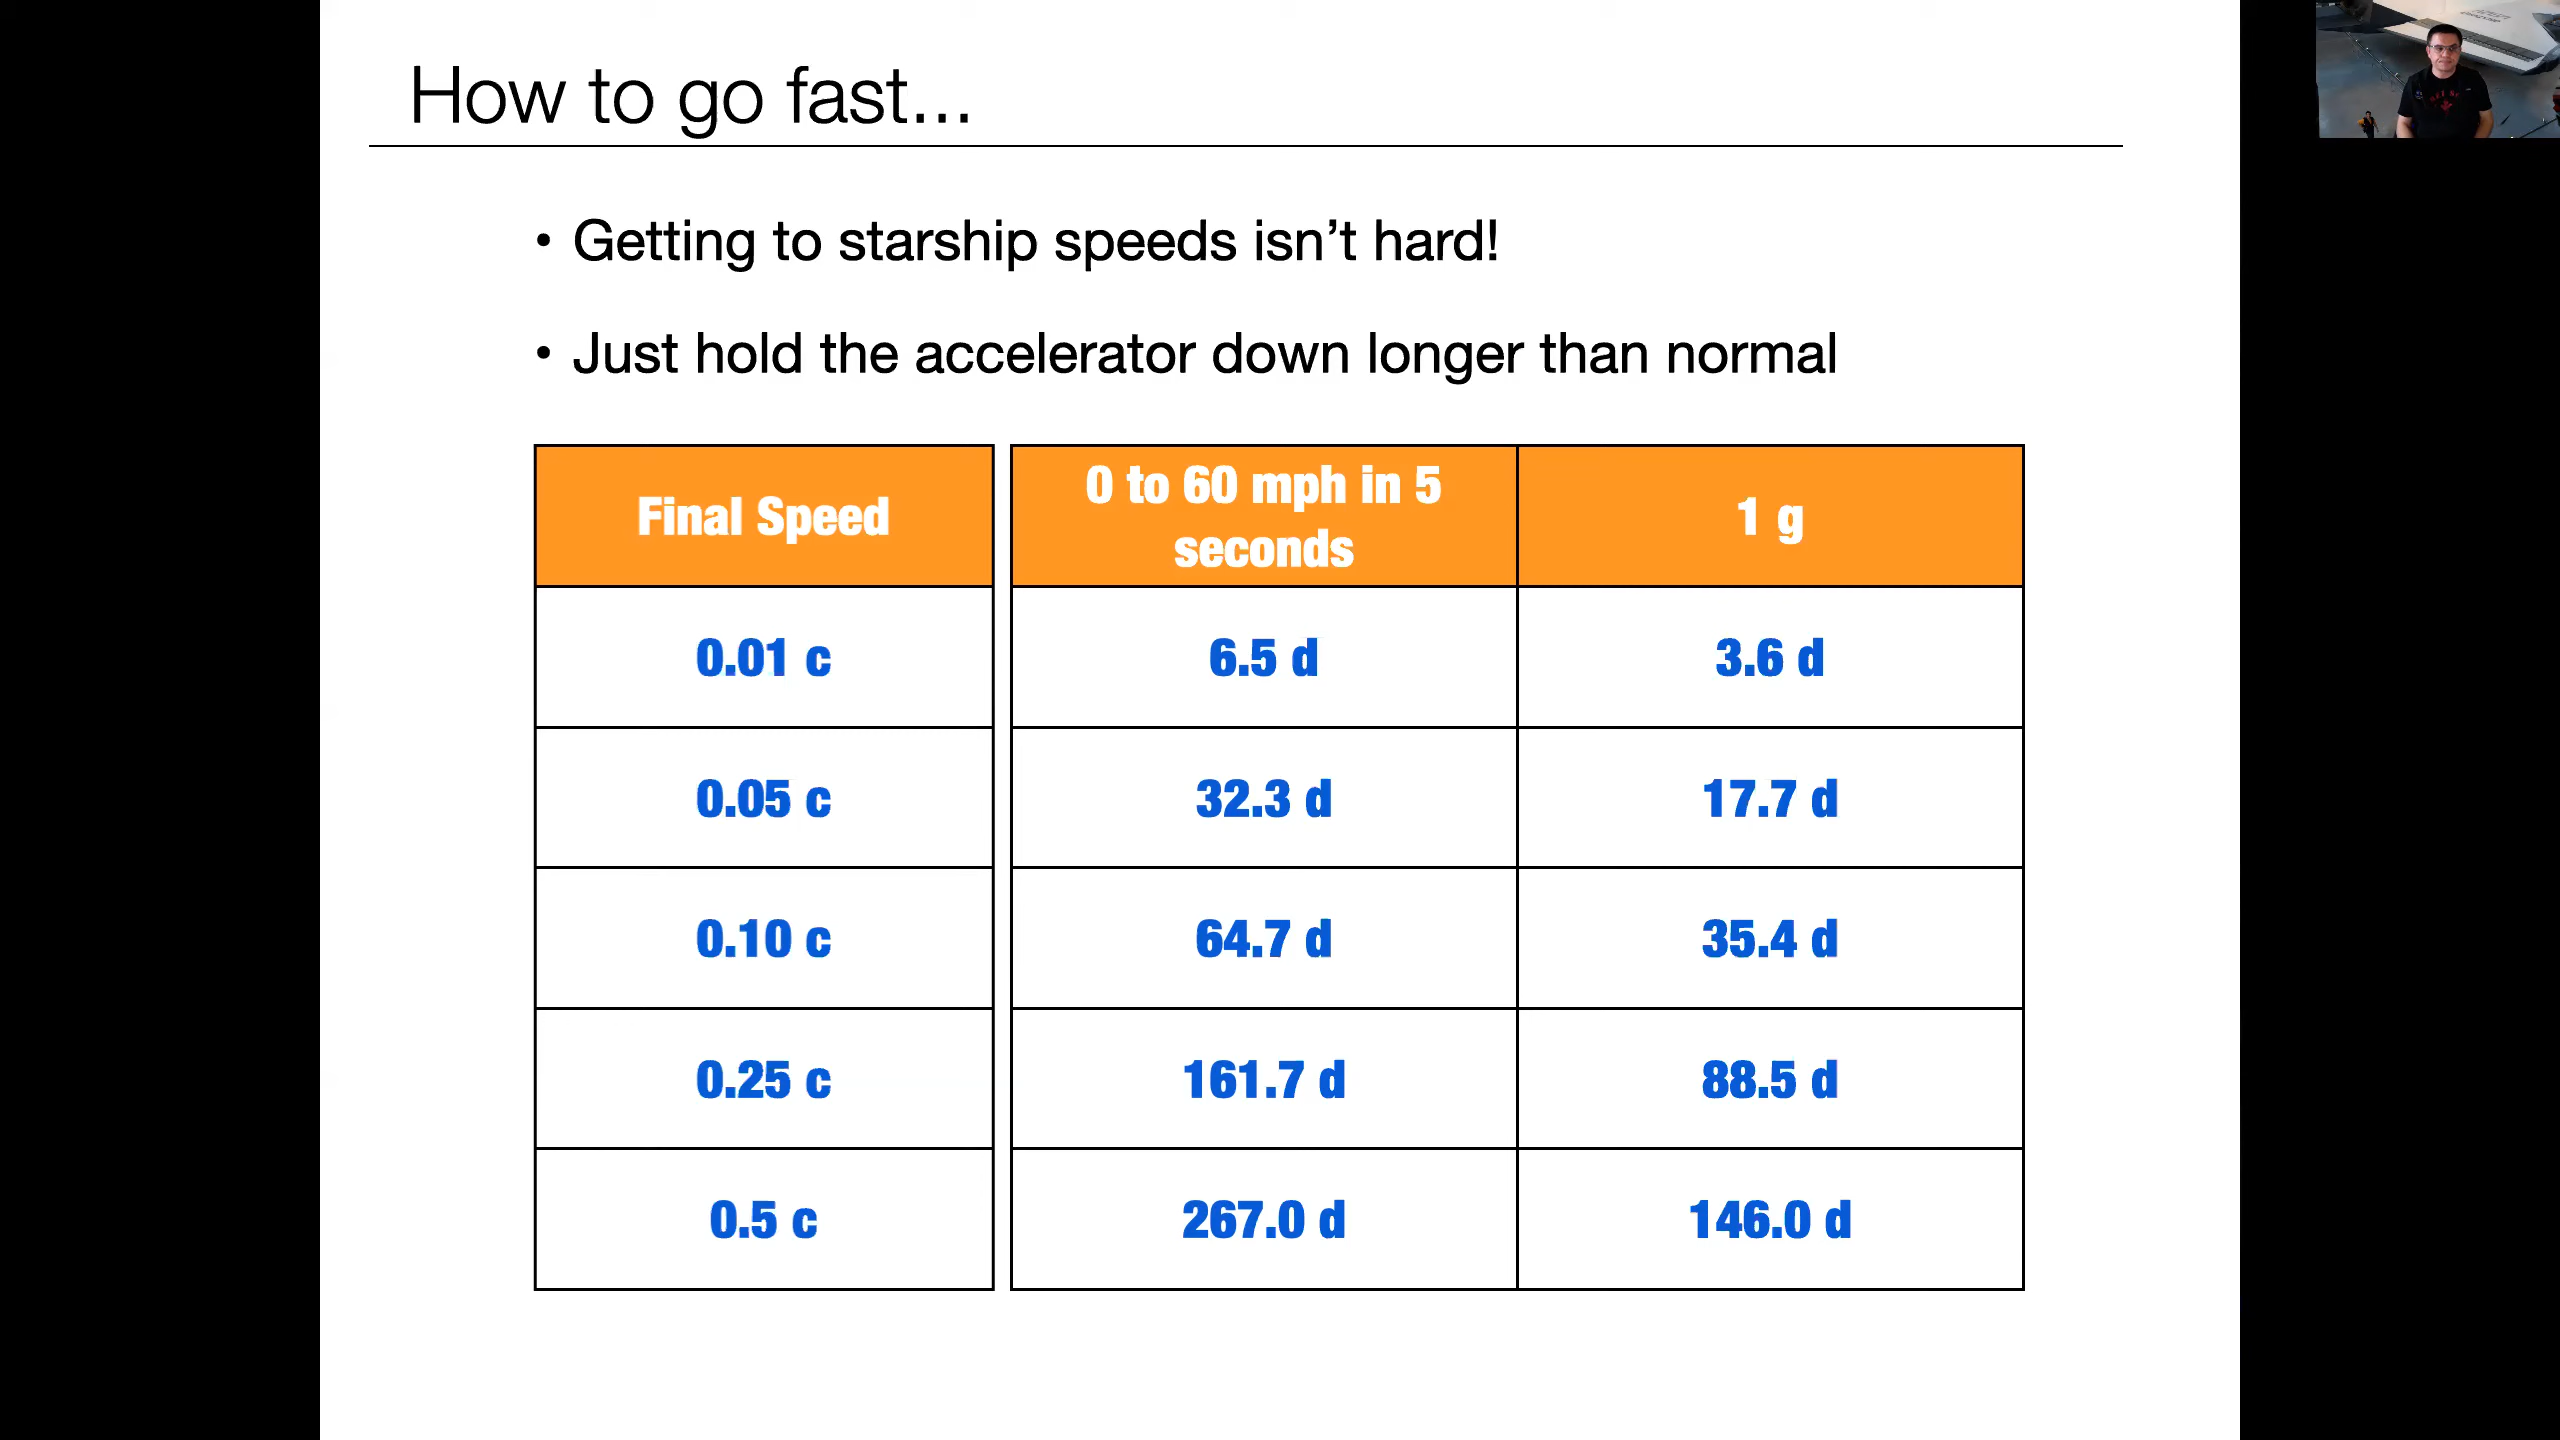 How to go fast...
• Getting to starship speeds isn't hard!
• Just hold the accelerator down longer than normal
Final Speed
0 to 60 mph in 5
seconds
1 g
0.01 c
6.5 d
3.6 d
0.05 c
32.3 d
17.7 d
0.10 c
64.7 d
35.4 d
0.25 c
161.7 d
88.5 d
0.5 c
267.0 d
146.0 d